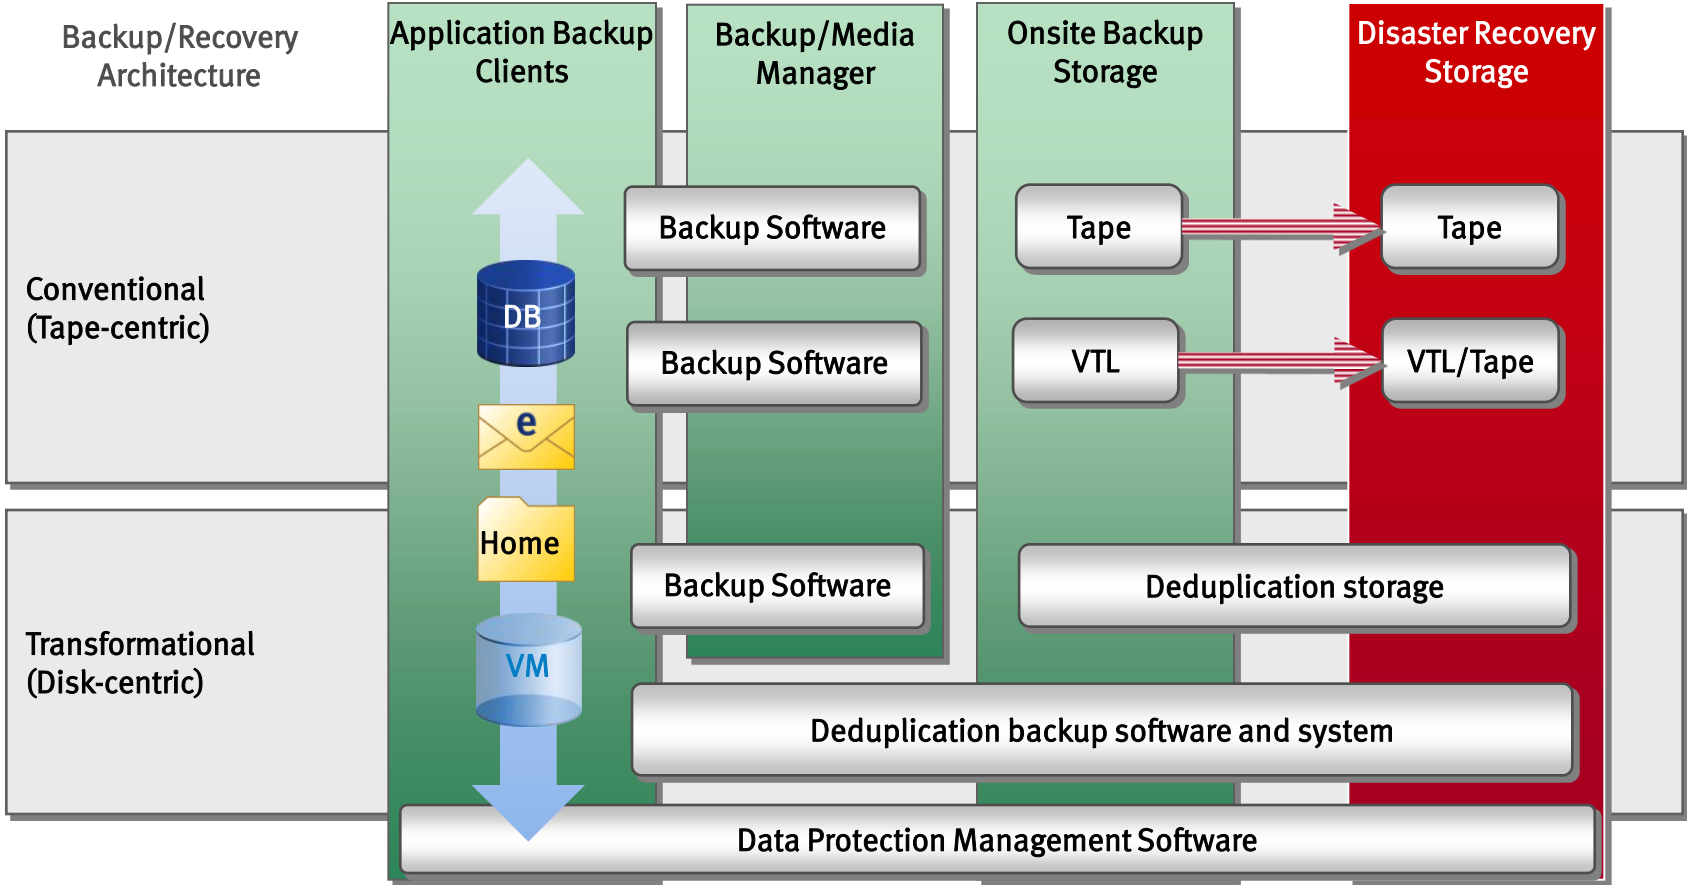 Backup/Recovery
Architecture
Application Backup
Clients
Backup/Media
Manager
Onsite Backup
Storage
Disaster Recovery
Storage
Conventional
(Tape-centric)
DB
e
Home
VM
Backup Software
Tape
Tape
Backup Software
VTL
VTL/Tape
Transformational
(Disk-centric)
Backup Software
Deduplication storage
Deduplication backup software and system
Data Protection Management Software